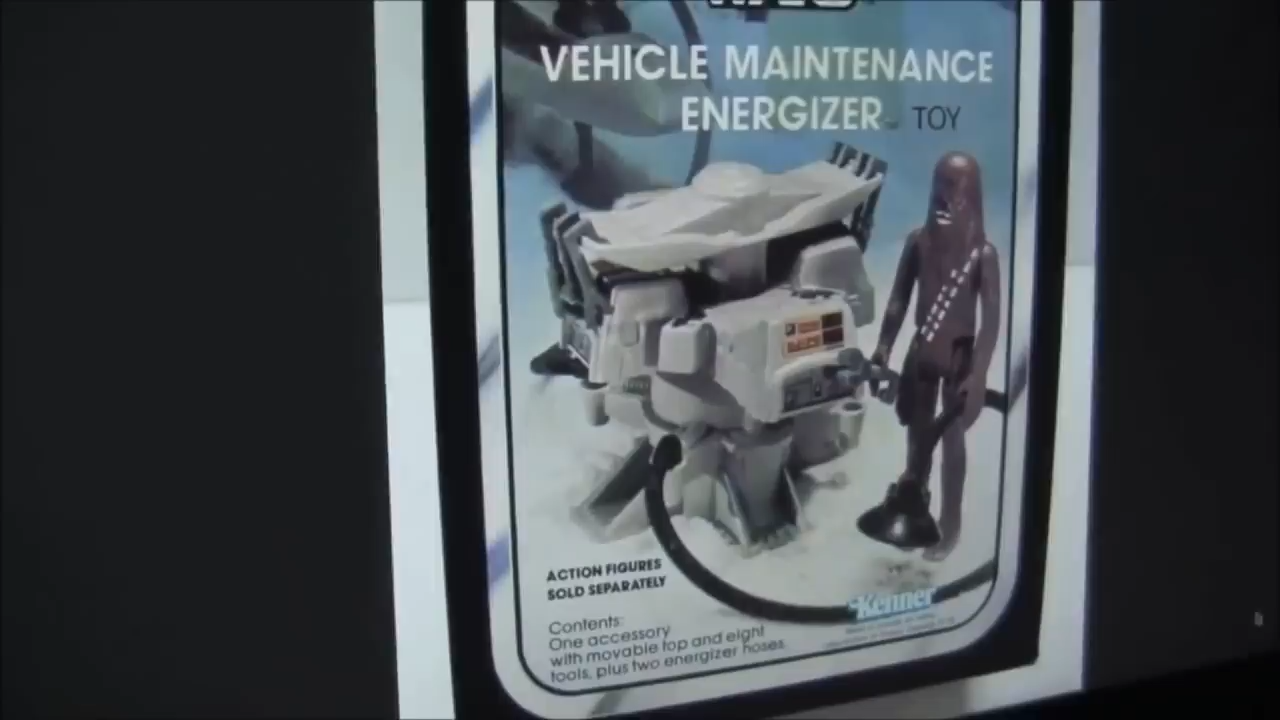 VEHICLE MAINTENANCE
ENERGIZER TOY
ACTION FIGURES
SOLD SEPARATELY
Kenner
Contents:
One accessory
with movable top and eight
tools, plus two energizer hoses.